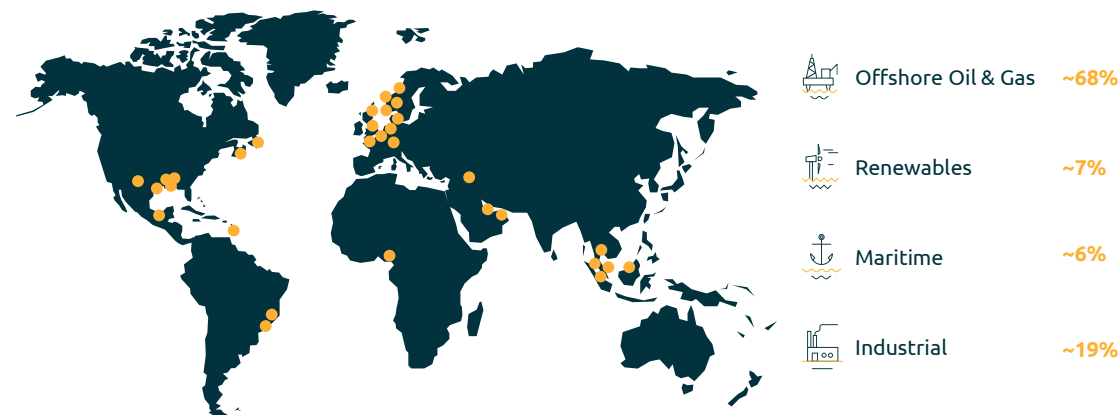 Offshore Oil & Gas ~68%
Renewables ~7%
Maritime ~6%
Industrial ~19%